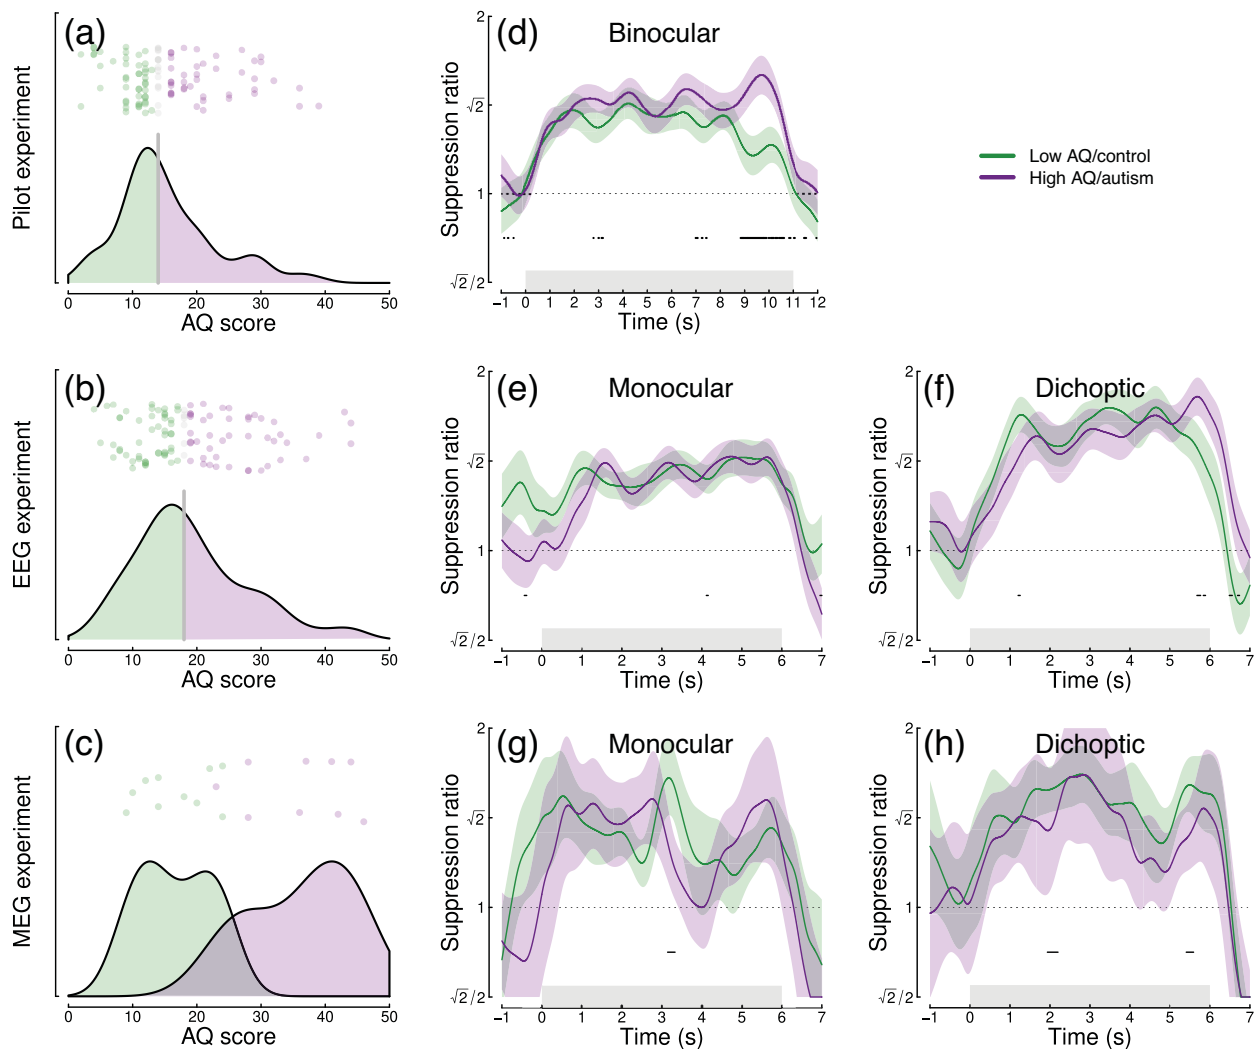 (a)
Pilot experiment
0 10 20 30 40 50
AQ score
(d)
Binocular
Suppression ratio
2
√2
1
√2/2
−1 0 1 2 3 4 5 6 7 8 9 10 11 12
Time (s)
Low AQ/control
High AQ/autism
(b)
EEG experiment
0 10 20 30 40 50
AQ score
(e)
Monocular
Suppression ratio
2
√2
1
√2/2
−1 0 1 2 3 4 5 6 7
Time (s)
(f)
Dichoptic
Suppression ratio
2
√2
1
√2/2
−1 0 1 2 3 4 5 6 7
Time (s)
(c)
MEG experiment
0 10 20 30 40 50
AQ score
(g)
Monocular
Suppression ratio
2
√2
1
√2/2
−1 0 1 2 3 4 5 6 7
Time (s)
(h)
Dichoptic
Suppression ratio
2
√2
1
√2/2
−1 0 1 2 3 4 5 6 7
Time (s)